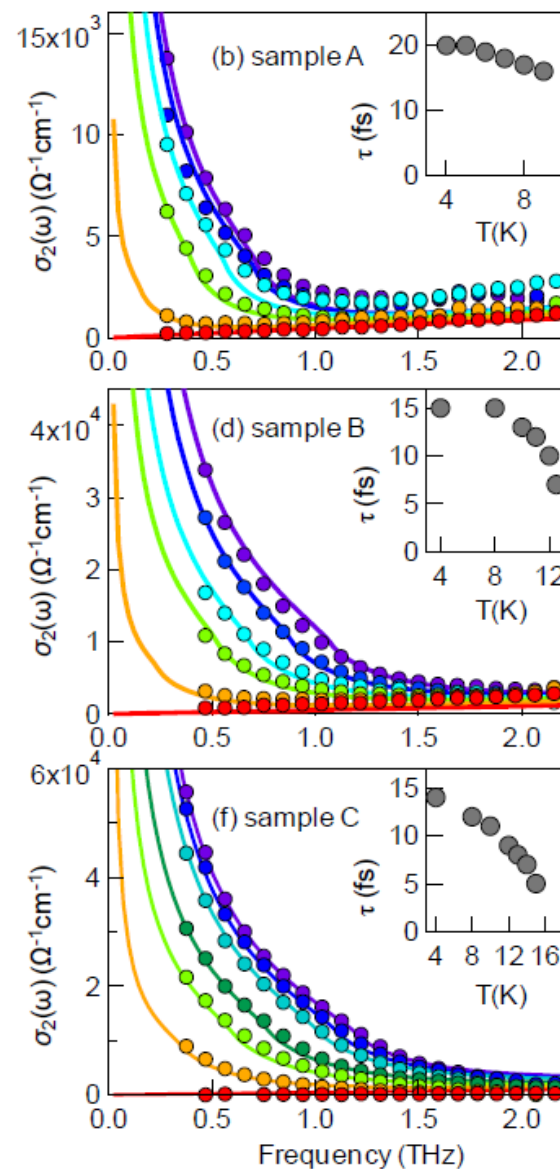 15x10³
(b) sample A
20
10
0
τ (fs)
4 8
T(K)
10
5
0
σ₂(ω) (Ω⁻¹cm⁻¹)
0.0 0.5 1.0 1.5 2.0
4x10⁴
(d) sample B
15
10
5
0
τ (fs)
4 8 12
T(K)
3
2
1
0
σ₂(ω) (Ω⁻¹cm⁻¹)
0.0 0.5 1.0 1.5 2.0
6x10⁴
(f) sample C
15
10
5
0
τ (fs)
4 8 12 16
T(K)
4
2
0
σ₂(ω) (Ω⁻¹cm⁻¹)
0.0 0.5 1.0 1.5 2.0
Frequency (THz)